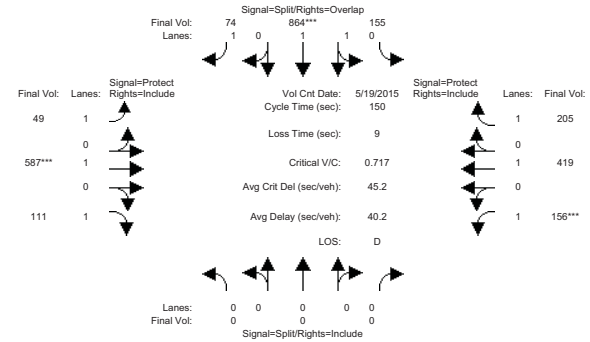 Signal=Split/Rights=Overlap
Final Vol: 74 864*** 155
Lanes: 1 0 1 1 0
Signal=Protect
Final Vol: Lanes: Rights=Include
Vol Cnt Date: 5/19/2015
Signal=Protect
Rights=Include Lanes: Final Vol:
Cycle Time (sec): 150
49 1
1 205
Loss Time (sec): 9
0
0
587*** 1
Critical V/C: 0.717
1 419
0
Avg Crit Del (sec/veh): 45.2
0
111 1
Avg Delay (sec/veh): 40.2
1 156***
LOS: D
Lanes: 0 0 0 0 0
Final Vol: 0 0 0
Signal=Split/Rights=Include